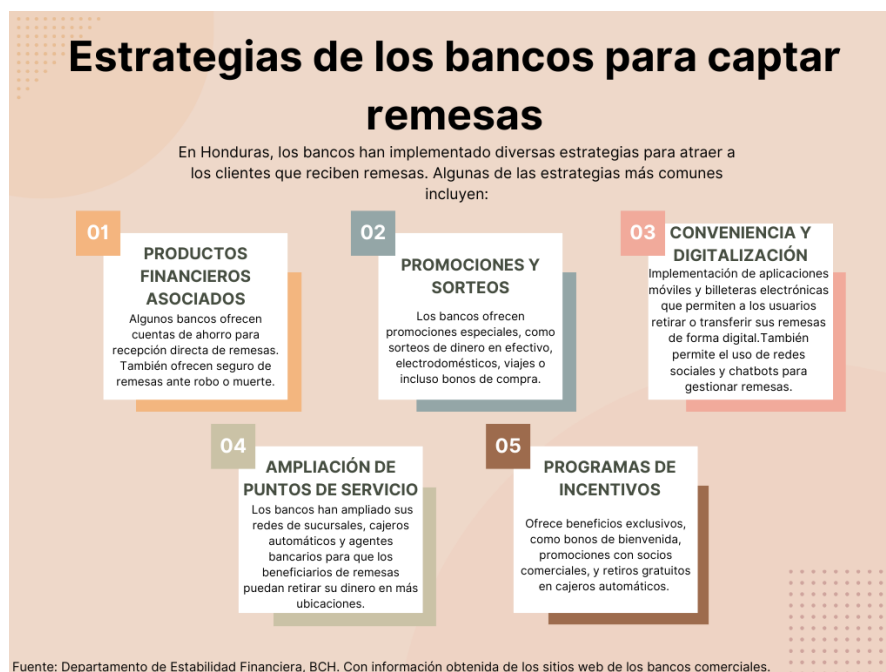 Estrategias de los bancos para captar
remesas
En Honduras, los bancos han implementado diversas estrategias para atraer a
los clientes que reciben remesas. Algunas de las estrategias más comunes
incluyen:
01
PRODUCTOS
FINANCIEROS
ASOCIADOS
Algunos bancos ofrecen
cuentas de ahorro para
recepción directa de remesas.
También ofrecen seguro de
remesas ante robo o muerte.
02
PROMOCIONES Y
SORTEOS
Los bancos ofrecen
promociones especiales, como
sorteos de dinero en efectivo,
electrodomésticos, viajes o
incluso bonos de compra.
03
CONVENIENCIA Y
DIGITALIZACIÓN
Implementación de aplicaciones
móviles y billeteras electrónicas
que permiten a los usuarios
retirar o transferir sus remesas
de forma digital.También
permite el uso de redes
sociales y chatbots para
gestionar remesas.
04
AMPLIACIÓN DE
PUNTOS DE SERVICIO
Los bancos han ampliado sus
redes de sucursales, cajeros
automáticos y agentes
bancarios para que los
beneficiarios de remesas
puedan retirar su dinero en más
ubicaciones.
05
PROGRAMAS DE
INCENTIVOS
Ofrece beneficios exclusivos,
como bonos de bienvenida,
promociones con socios
comerciales, y retiros gratuitos
en cajeros automáticos.
Fuente: Departamento de Estabilidad Financiera, BCH. Con información obtenida de los sitios web de los bancos comerciales.